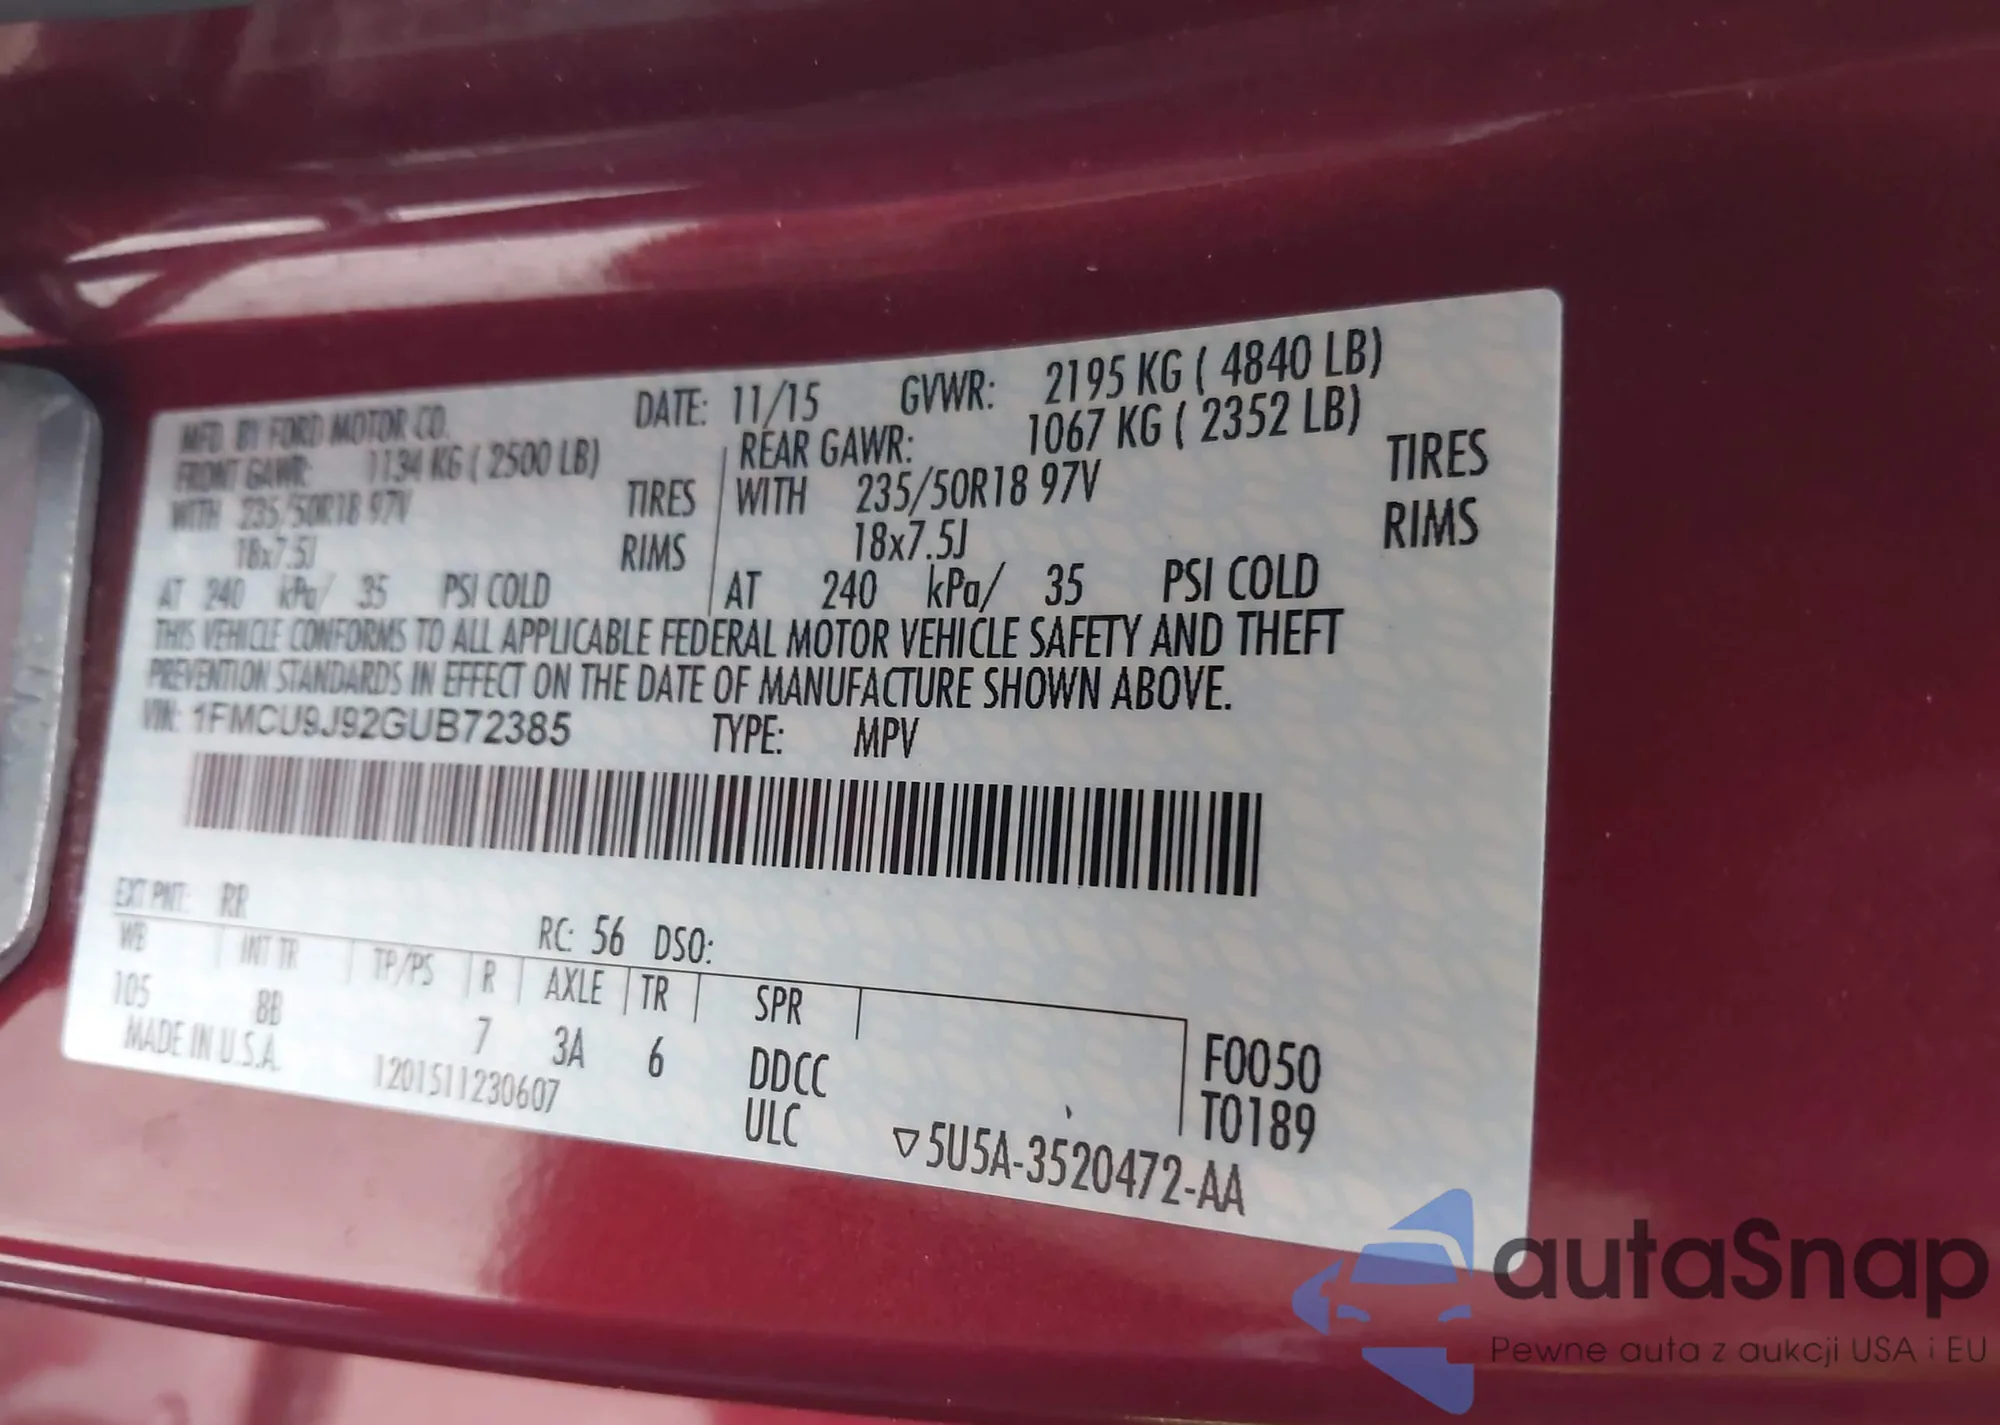 MFD. BY FORD MOTOR CO. DATE: 11/15 GVWR: 2195 KG ( 4840 LB)
FRONT GAWR: 1134 KG ( 2500 LB) REAR GAWR: 1067 KG ( 2352 LB)
WITH 235/50R18 97V TIRES WITH 235/50R18 97V TIRES
18x7.5J RIMS 18x7.5J RIMS
AT 240 kPa/ 35 PSI COLD AT 240 kPa/ 35 PSI COLD
THIS VEHICLE CONFORMS TO ALL APPLICABLE FEDERAL MOTOR VEHICLE SAFETY AND THEFT
PREVENTION STANDARDS IN EFFECT ON THE DATE OF MANUFACTURE SHOWN ABOVE.
VIN: 1FMCU9J92GUB72385 TYPE: MPV
EXT PNT: RR RC: 56 DSO:
WB INT TR TP/PS R AXLE TR SPR
105 BB 7 3A 6 DDCC F0050
MADE IN U.S.A. 1201511230607 ULC T0189
▽5U5A-3520472-AA
autaSnap
Pewne auta z aukcji USA i EU